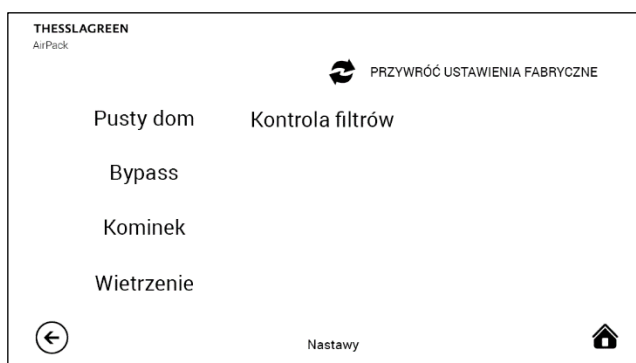 THESSLAGREEN
AirPack
PRZYWRÓĆ USTAWIENIA FABRYCZNE
Pusty dom Kontrola filtrów
Bypass
Kominek
Wietrzenie
Nastawy